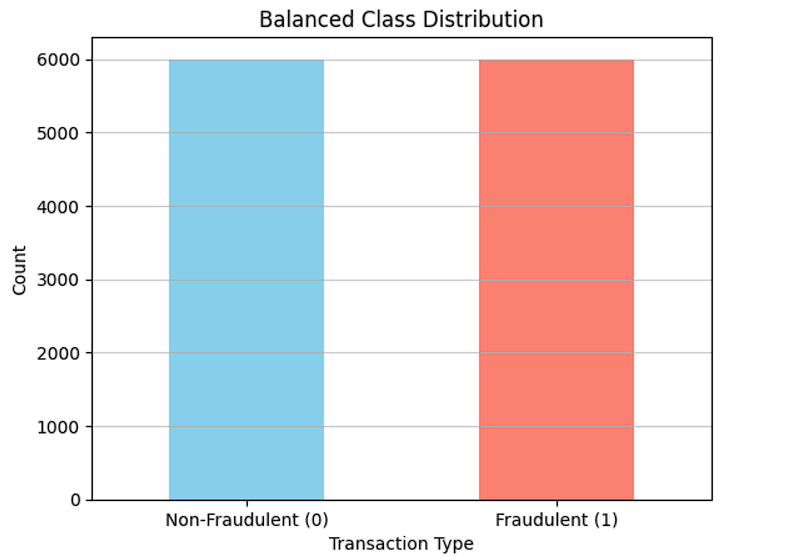 Balanced Class Distribution
6000
5000
4000
3000
2000
1000
0
Count
Non-Fraudulent (0) Fraudulent (1)
Transaction Type